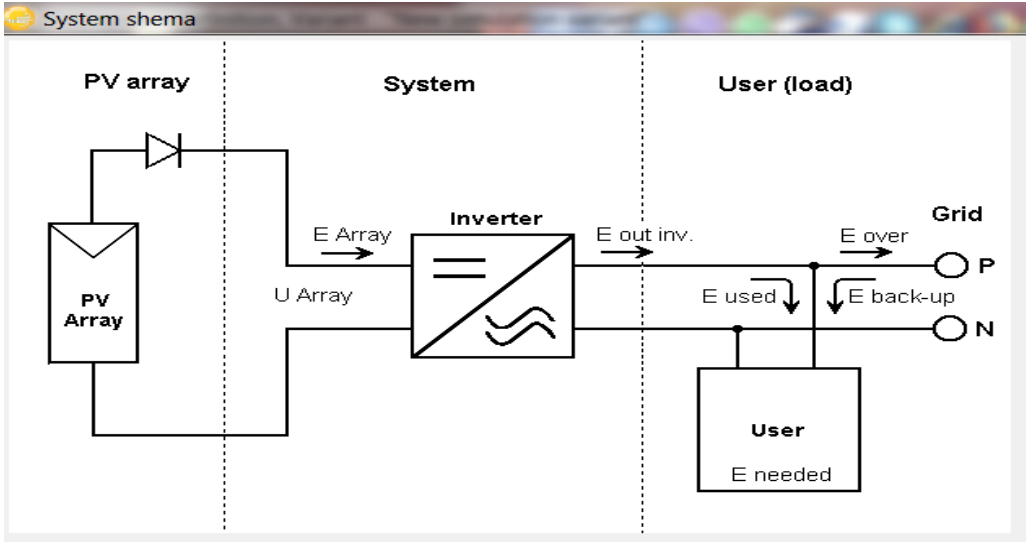 System shema
PV array
System
User (load)
Inverter
Grid
E Array
E out inv.
E over
P
U Array
E used
E back-up
PV
Array
N
User
E needed